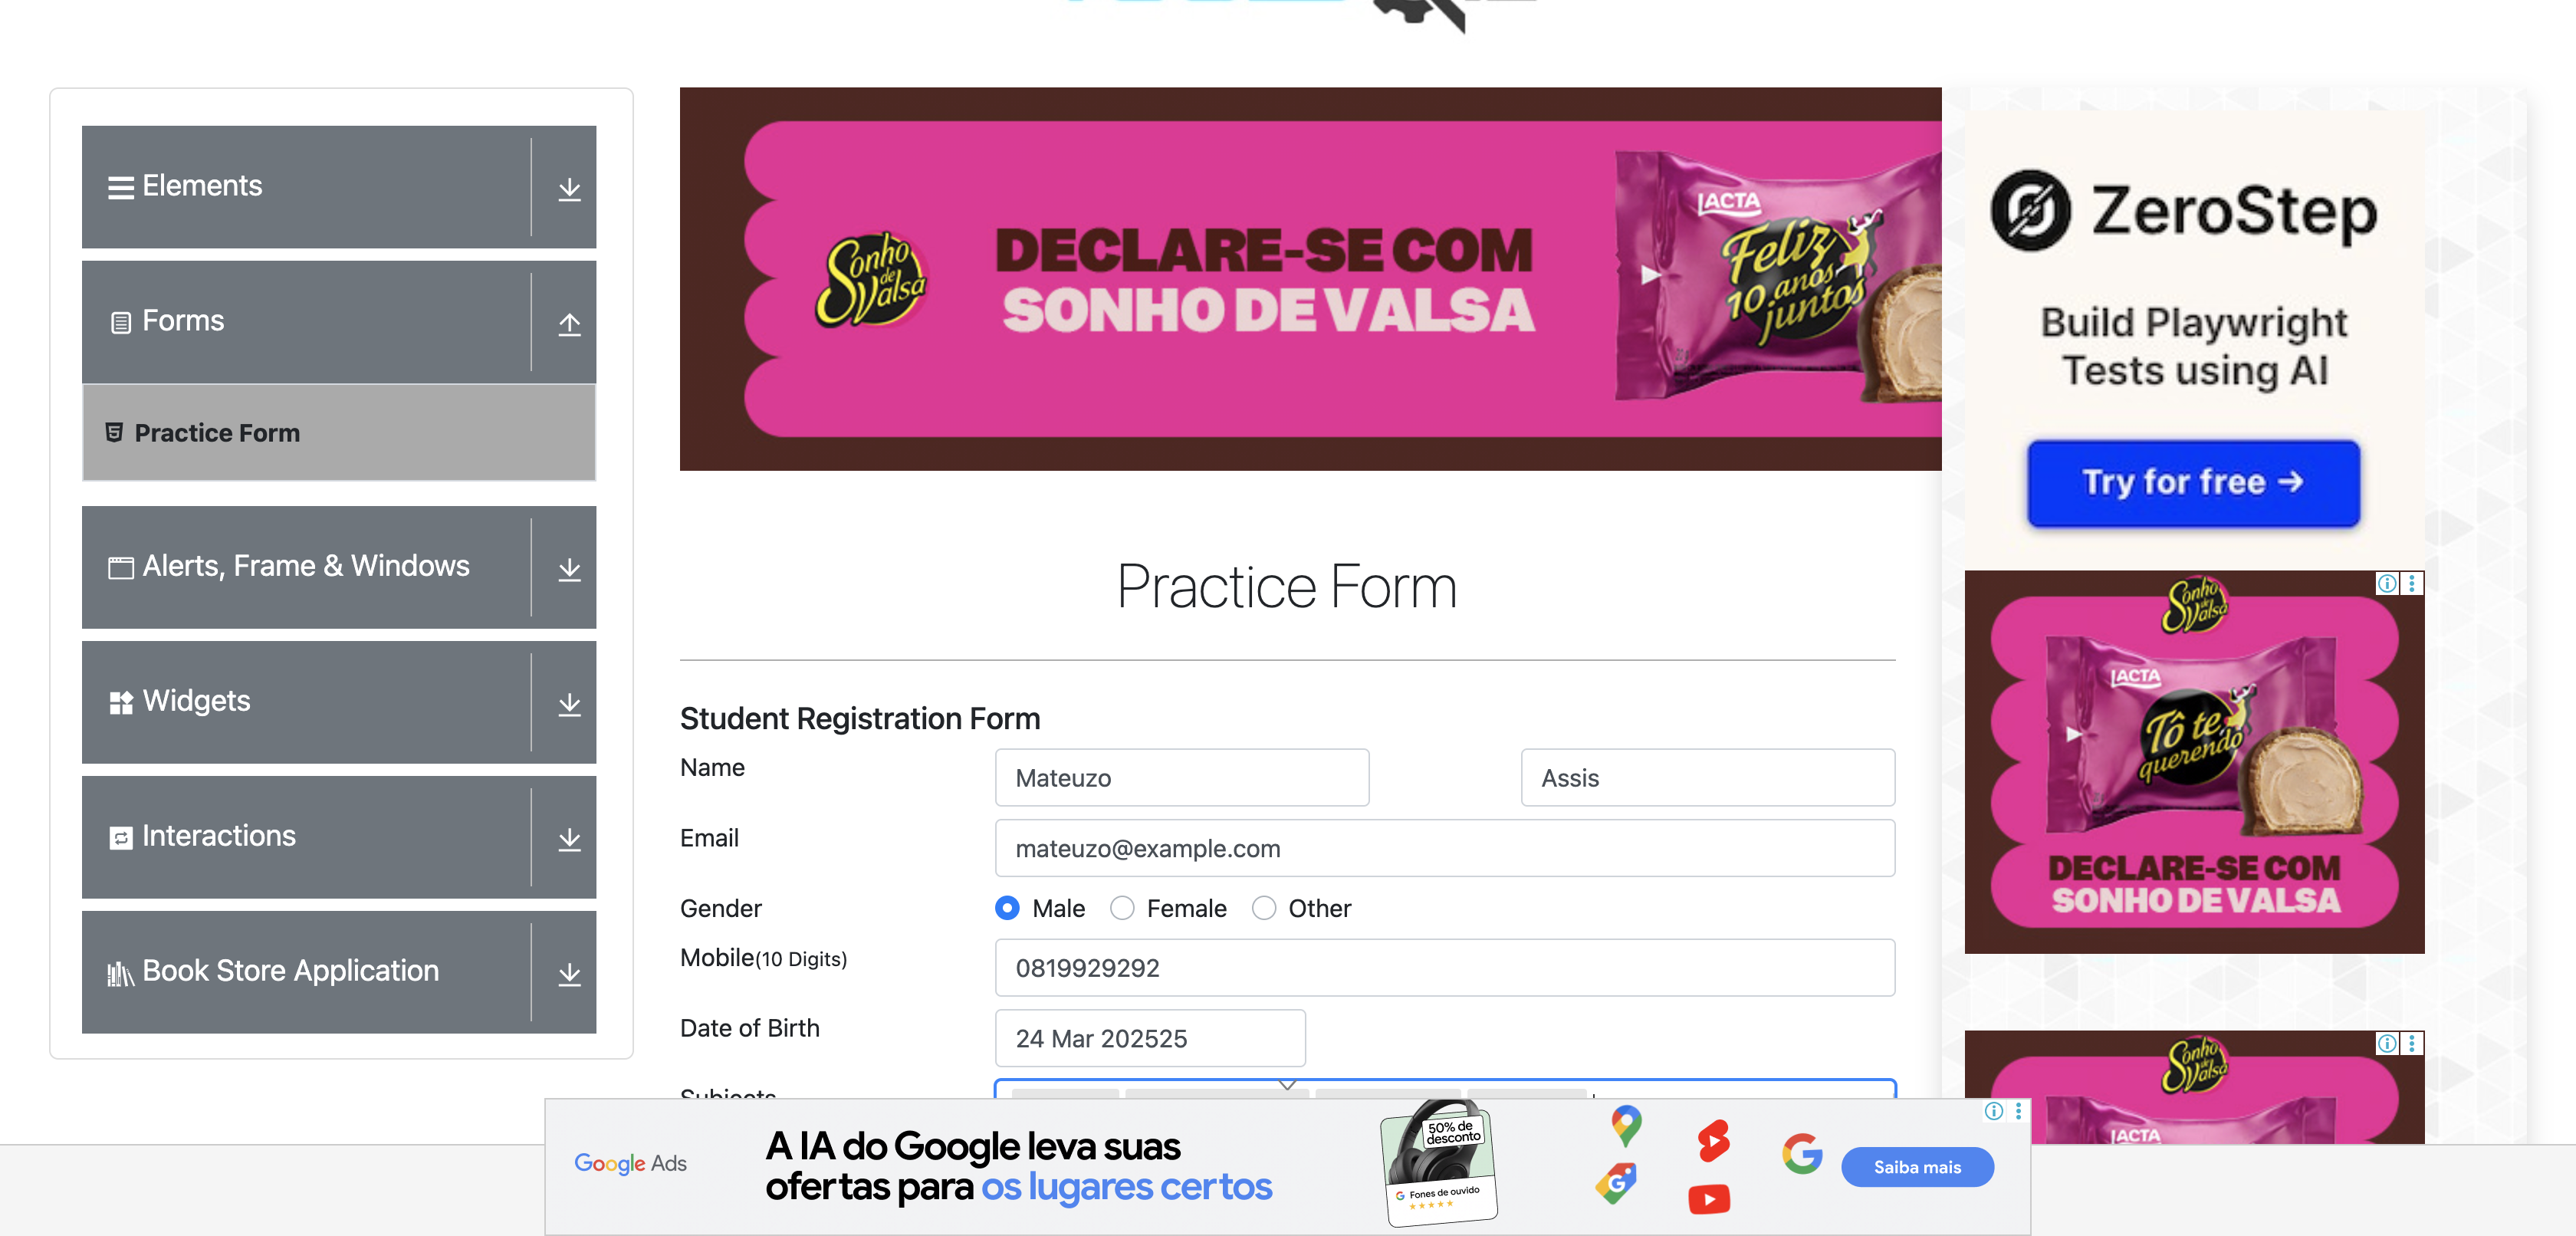 Elements
Forms
Practice Form
Alerts, Frame & Windows
Widgets
Interactions
Book Store Application
Sonho
de
Valsa
DECLARE-SE COM
SONHO DE VALSA
LACTA
Feliz
10 anos
juntos
Practice Form
Student Registration Form
Name
Mateuzo
Assis
Email
mateuzo@example.com
Gender
Male Female Other
Mobile(10 Digits)
0819929292
Date of Birth
24 Mar 202525
Subjects
ZeroStep
Build Playwright
Tests using AI
Try for free →
Sonho
de
Valsa
LACTA
Tô te
querendo
DECLARE-SE COM
SONHO DE VALSA
Sonho
de
Valsa
LACTA
Google Ads
A IA do Google leva suas
ofertas para os lugares certos
50% de
desconto
G Fones de ouvido
Saiba mais